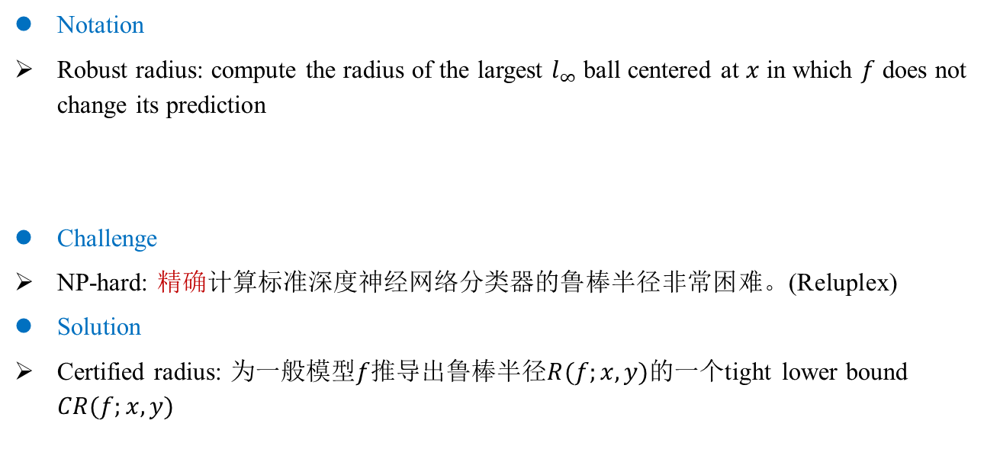 Notation
Robust radius: compute the radius of the largest 𝑙∞ ball centered at 𝑥 in which 𝑓 does not
change its prediction
Challenge
NP-hard: 精确计算标准深度神经网络分类器的鲁棒半径非常困难。(Reluplex)
Solution
Certified radius: 为一般模型𝑓推导出鲁棒半径𝑅(𝑓; 𝑥, 𝑦)的一个tight lower bound
𝐶𝑅(𝑓; 𝑥, 𝑦)